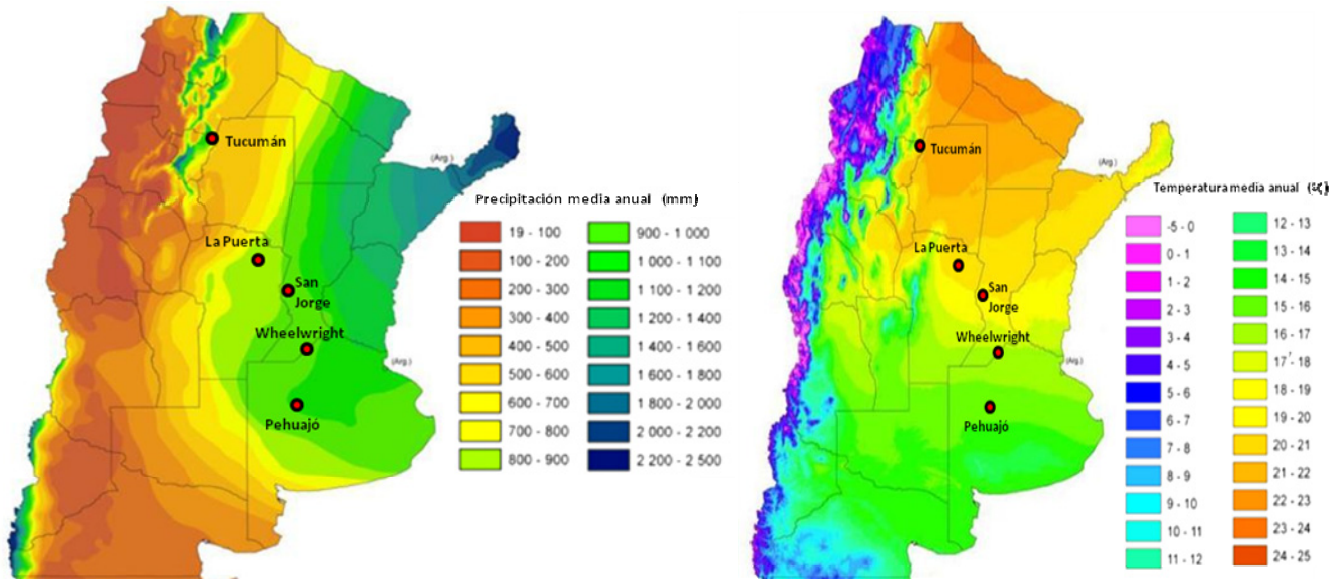 Tucumán
(Arg.)
La Puerta
San
Jorge
Wheelwright
(Arg.)
Pehuajó
Precipitación media anual (mm)
19 - 100
100 - 200
200 - 300
300 - 400
400 - 500
500 - 600
600 - 700
700 - 800
800 - 900
900 - 1 000
1 000 - 1 100
1 100 - 1 200
1 200 - 1 400
1 400 - 1 600
1 600 - 1 800
1 800 - 2 000
2 000 - 2 200
2 200 - 2 500
Tucumán
(Arg.)
La Puerta
San
Jorge
Wheelwright
(Arg.)
Pehuajó
Temperatura media anual
-5 - 0
0 - 1
1 - 2
2 - 3
3 - 4
4 - 5
5 - 6
6 - 7
7 - 8
8 - 9
9 - 10
10 - 11
11 - 12
12 - 13
13 - 14
14 - 15
15 - 16
16 - 17
17 - 18
18 - 19
19 - 20
20 - 21
21 - 22
22 - 23
23 - 24
24 - 25